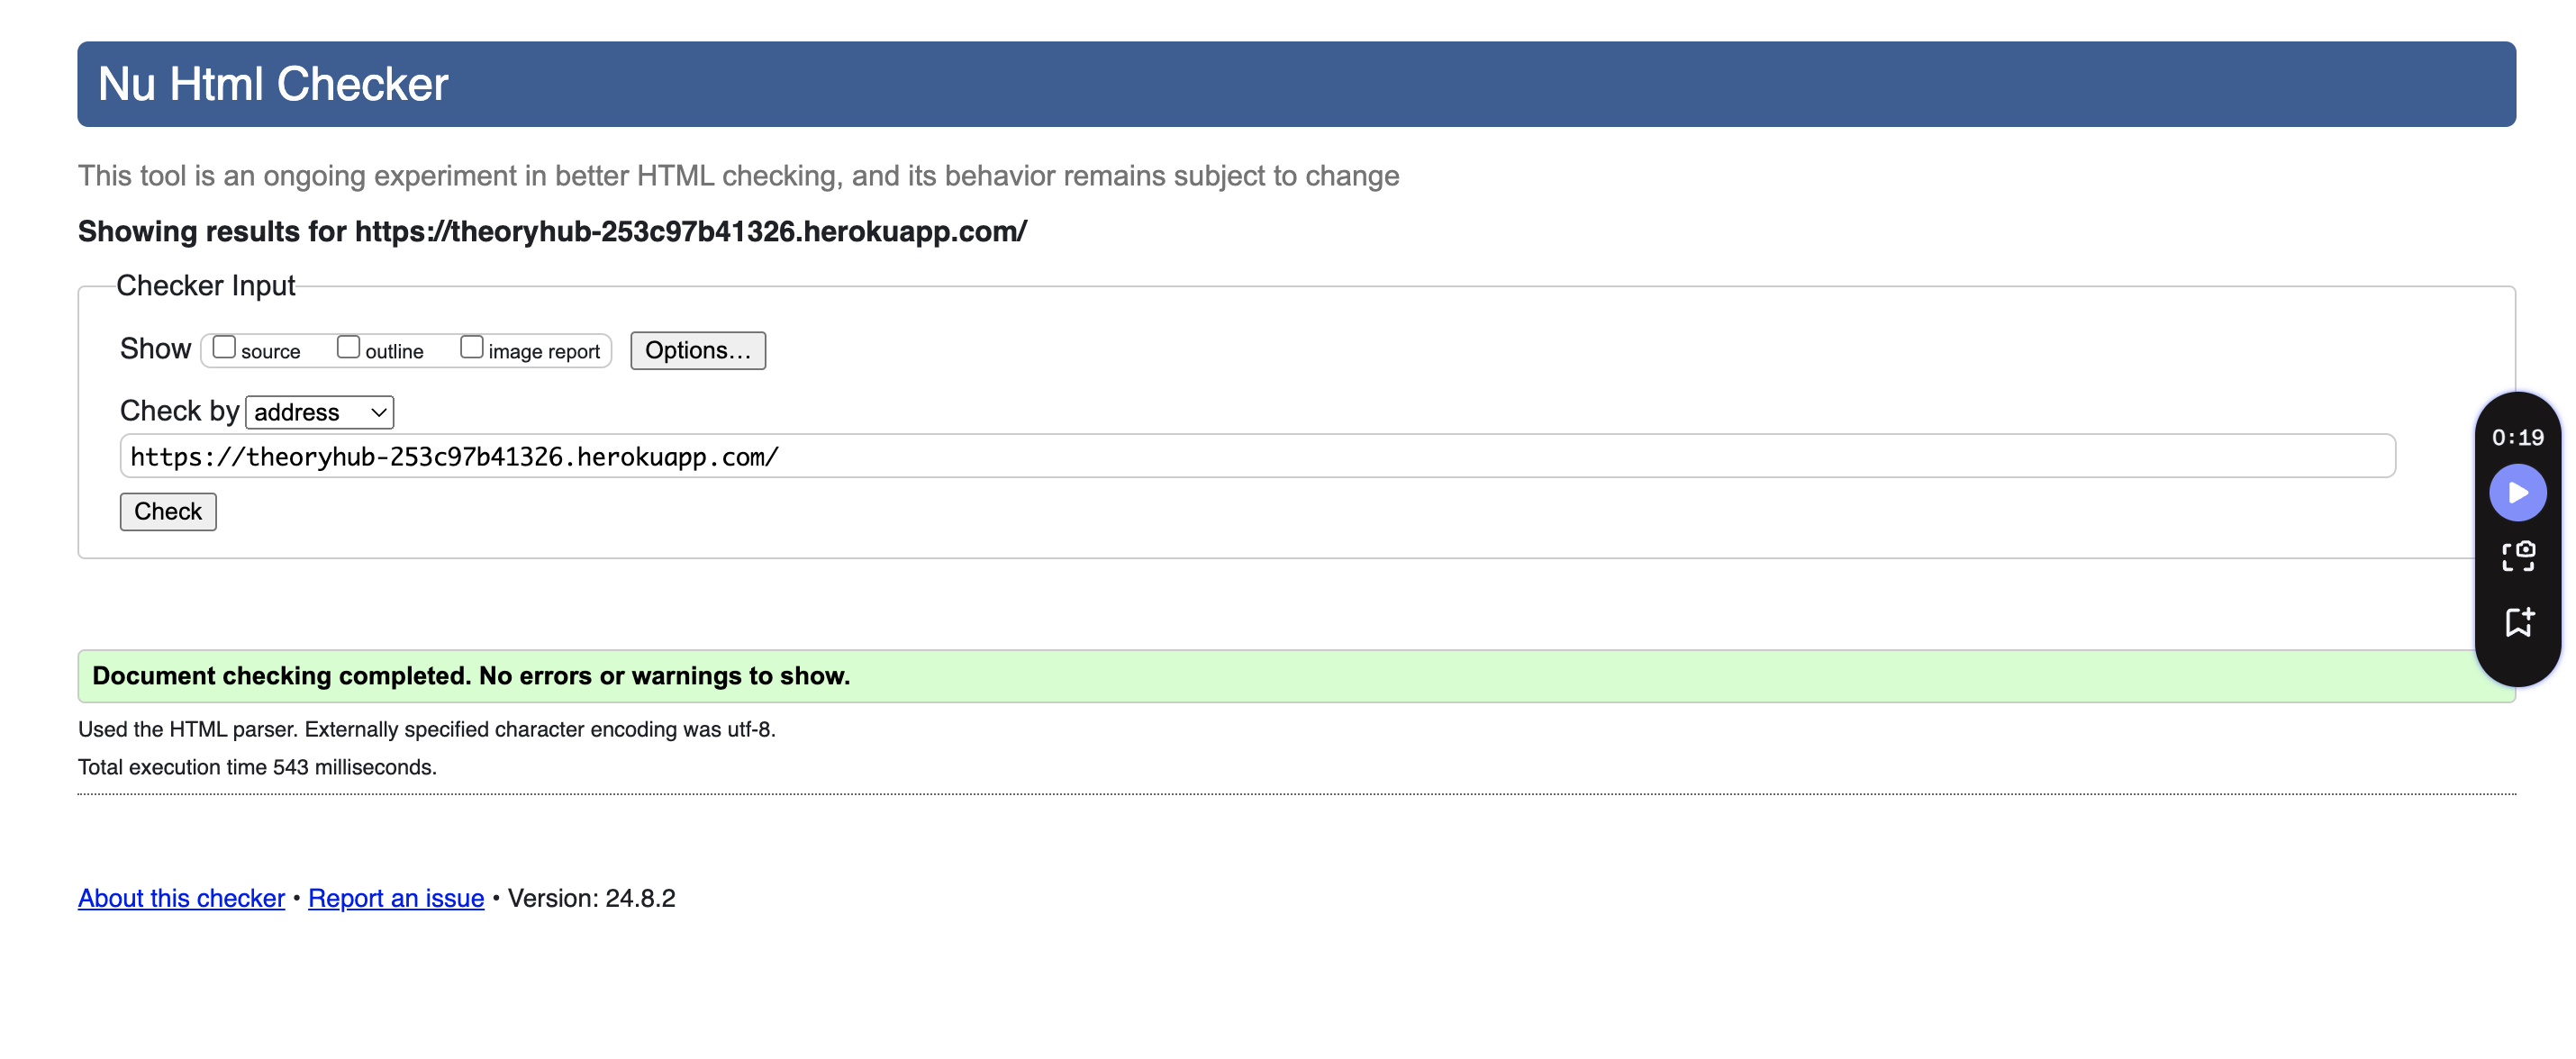 Nu Html Checker
This tool is an ongoing experiment in better HTML checking, and its behavior remains subject to change
Showing results for https://theoryhub-253c97b41326.herokuapp.com/
Checker Input
Show source outline image report Options...
Check by address
https://theoryhub-253c97b41326.herokuapp.com/
Check
0:19
Document checking completed. No errors or warnings to show.
Used the HTML parser. Externally specified character encoding was utf-8.
Total execution time 543 milliseconds.
About this checker • Report an issue • Version: 24.8.2